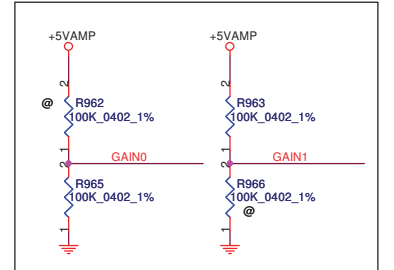 +5VAMP +5VAMP
2 2
@ R962 R963
100K_0402_1% 100K_0402_1%
1 1
GAIN0 GAIN1
2 2
R965 R966
100K_0402_1% 100K_0402_1%
@
1 1